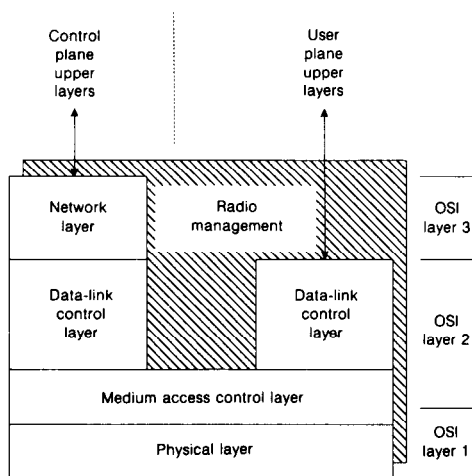 Control
plane
upper
layers
User
plane
upper
layers
Network
layer
Radio
management
OSI
layer 3
Data-link
control
layer
Data-link
control
layer
OSI
layer 2
Medium access control layer
Physical layer
OSI
layer 1